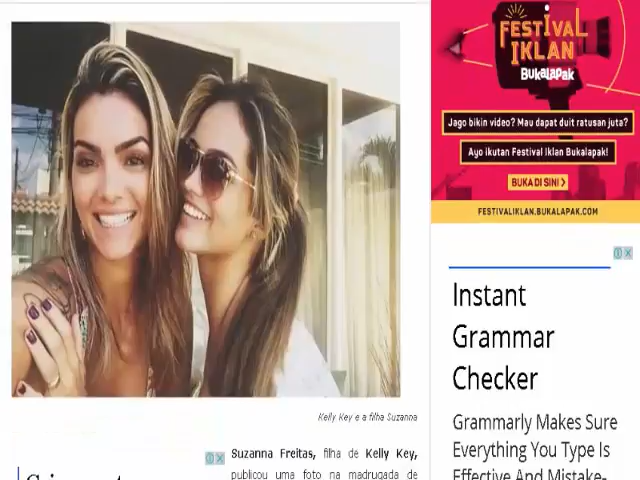 FESTIVAL
IKLAN
BUKALAPAK
Jago bikin video? Mau dapat duit ratusan juta?
Ayo ikutan Festival Iklan Bukalapak!
BUKA DI SINI >
FESTIVALIKLAN.BUKALAPAK.COM
Kelly Key e a filha Suzanna
Suzanna Freitas, filha de Kelly Key,
publicou uma foto na madrugada de
Instant
Grammar
Checker
Grammarly Makes Sure
Everything You Type Is
Effective And Mistake-